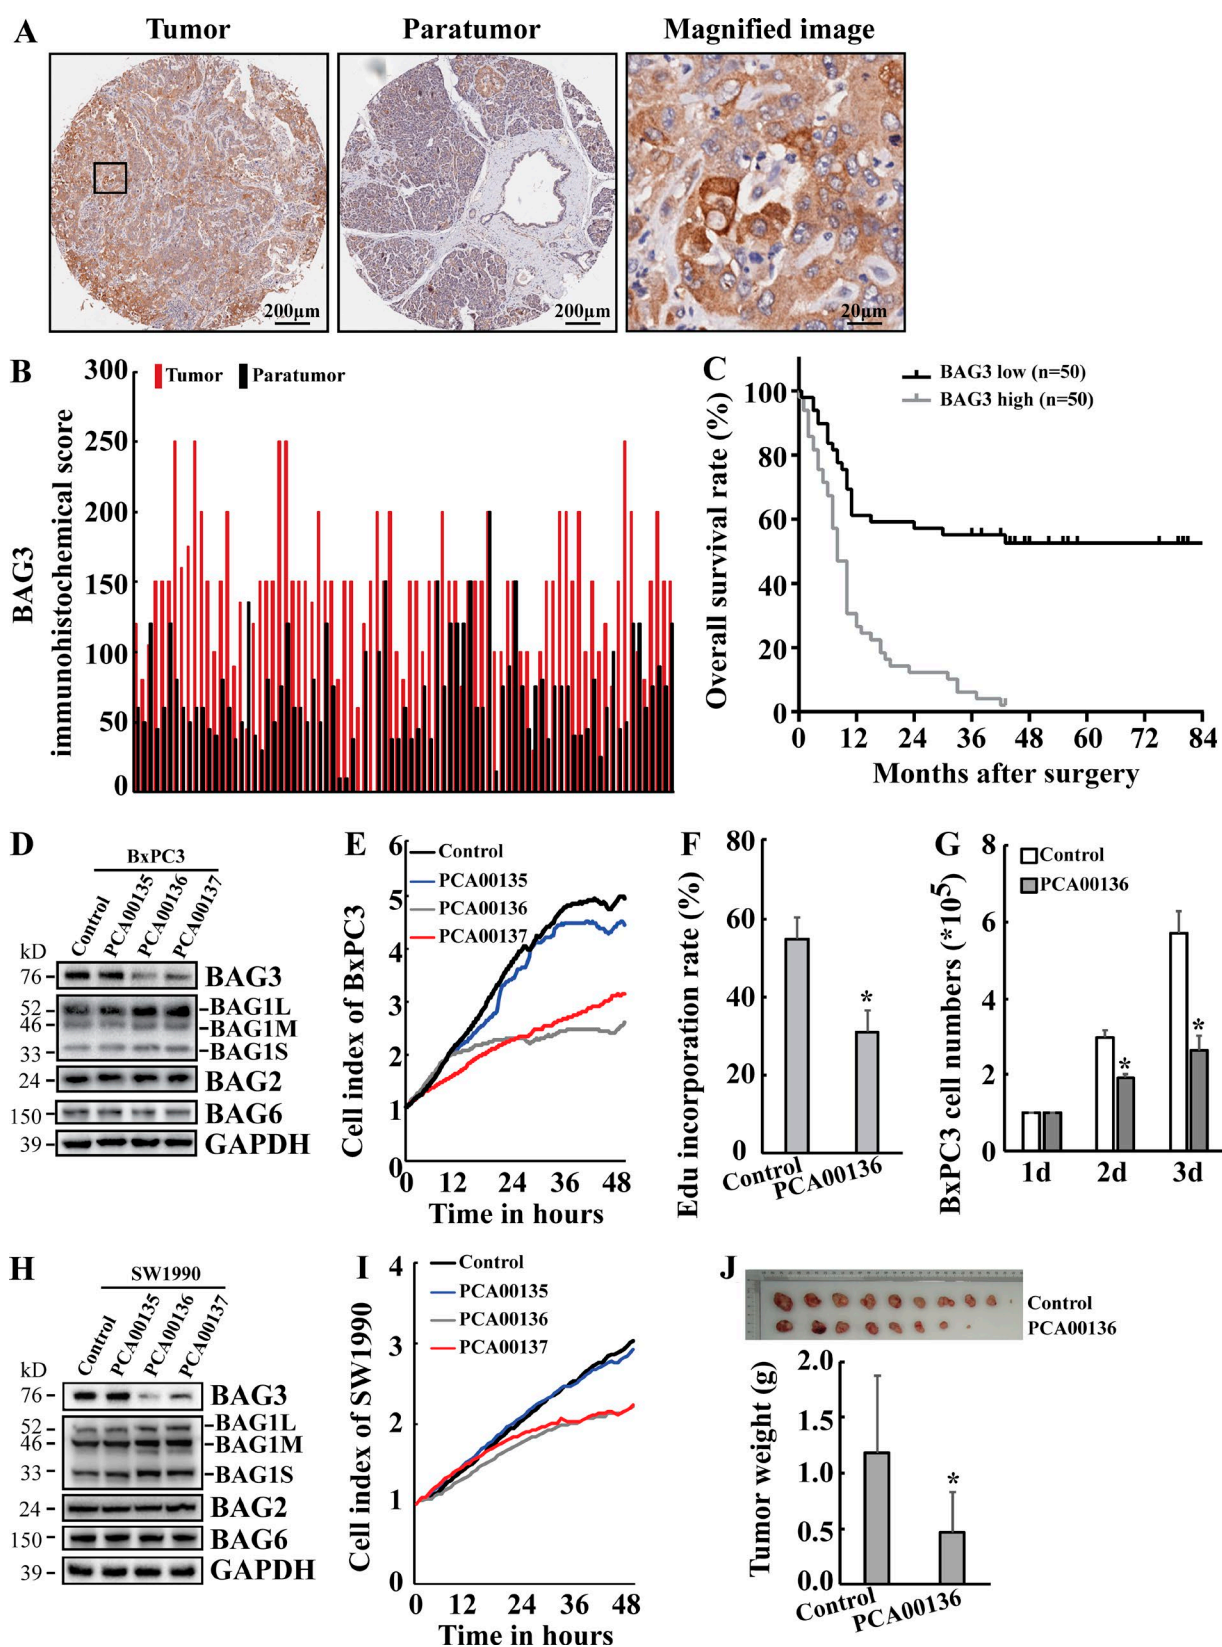 A
Tumor
Paratumor
Magnified image
200µm
200µm
20µm
B
BAG3
immunohistochemical score
300
250
200
150
100
50
0
Tumor
Paratumor
C
Overall survival rate (%)
100
80
60
40
20
0
BAG3 low (n=50)
BAG3 high (n=50)
0 12 24 36 48 60 72 84
Months after surgery
D
BxPC3
Control
PCA00135
PCA00136
PCA00137
kD
76
52
46
33
24
150
39
BAG3
BAG1L
BAG1M
BAG1S
BAG2
BAG6
GAPDH
E
Cell index of BxPC3
6
5
4
3
2
1
0
Control
PCA00135
PCA00136
PCA00137
0 12 24 36 48
Time in hours
F
Edu incorporation rate (%)
80
60
40
20
0
*
Control
PCA00136
G
BxPC3 cell numbers (*10⁵)
8
6
4
2
0
Control
PCA00136
*
*
1d 2d 3d
H
SW1990
Control
PCA00135
PCA00136
PCA00137
kD
76
52
46
33
24
150
39
BAG3
BAG1L
BAG1M
BAG1S
BAG2
BAG6
GAPDH
I
Cell index of SW1990
4
3
2
1
0
Control
PCA00135
PCA00136
PCA00137
0 12 24 36 48
Time in hours
J
Control
PCA00136
Tumor weight (g)
2.0
1.5
1.0
0.5
0.0
*
Control
PCA00136